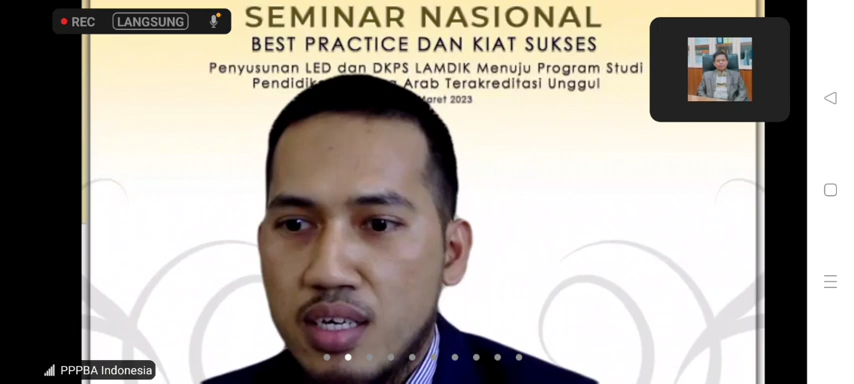 REC LANGSUNG
SEMINAR NASIONAL
BEST PRACTICE DAN KIAT SUKSES
Penyusunan LED dan DKPS LAMDIK Menuju Program Studi
Arab Terakreditasi Unggul
Maret 2023
PPPBA Indonesia